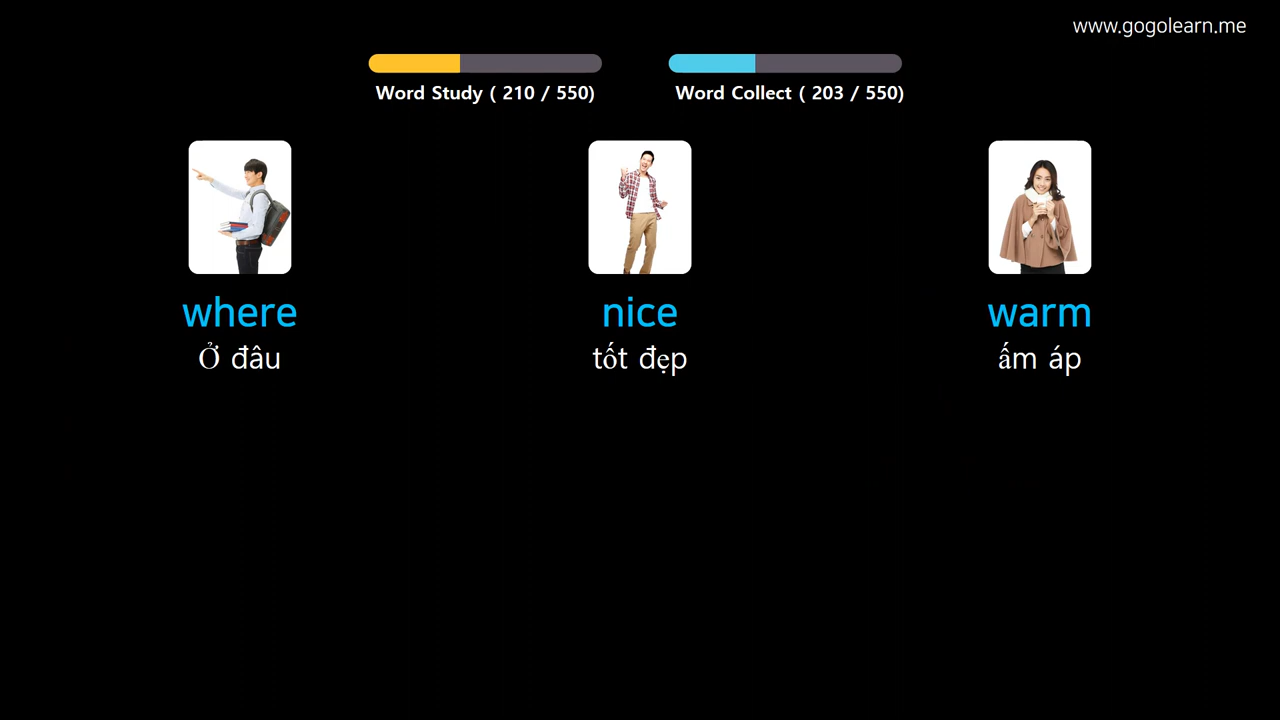 www.gogolearn.me
Word Study ( 210 / 550)
Word Collect ( 203 / 550)
where
nice
warm
Ở đâu
tốt đẹp
ấm áp